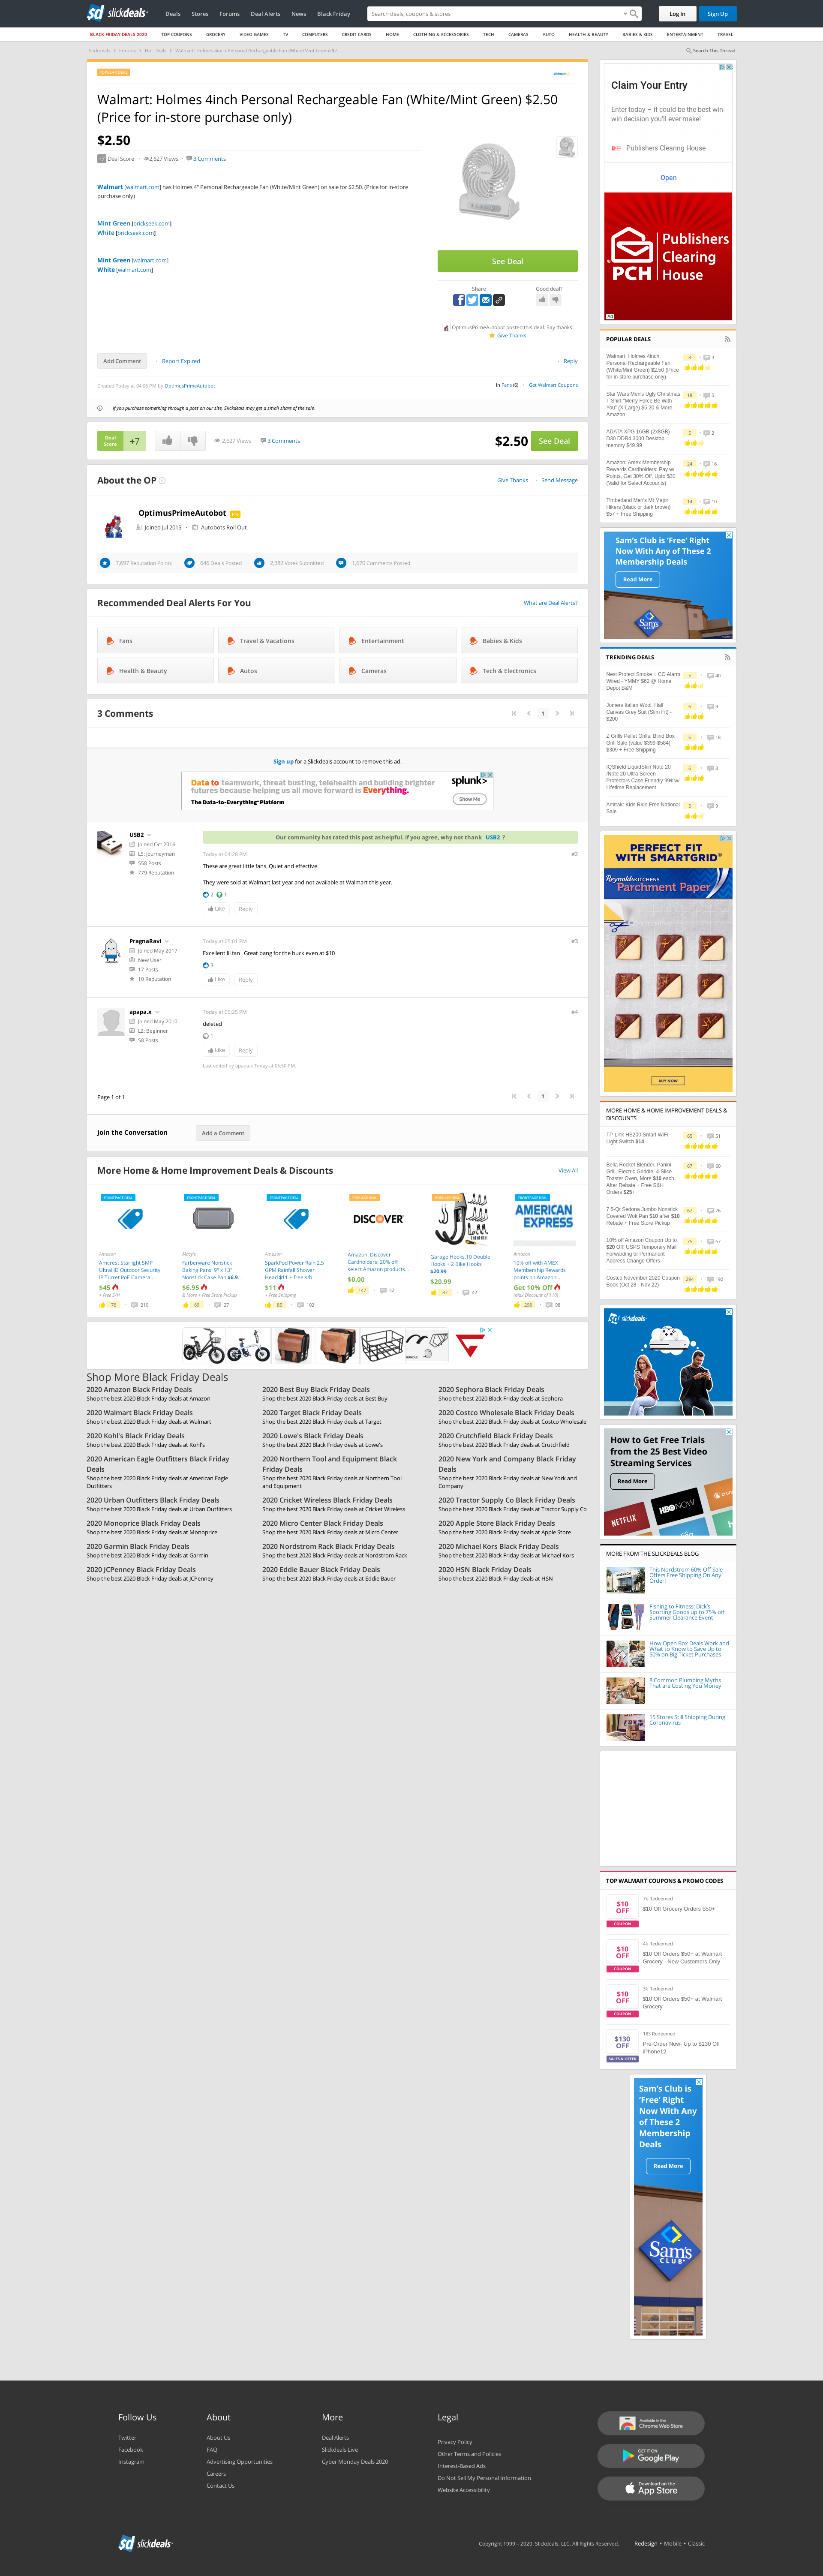 slickdeals
Deals
Stores
Forums
Deal Alerts
News
Black Friday
Search deals, coupons & stores
Log In
Sign Up
BLACK FRIDAY DEALS 2020
TOP COUPONS
GROCERY
VIDEO GAMES
TV
COMPUTERS
CREDIT CARDS
HOME
CLOTHING & ACCESSORIES
TECH
CAMERAS
AUTO
HEALTH & BEAUTY
BABIES & KIDS
ENTERTAINMENT
TRAVEL
Slickdeals > Forums > Hot Deals > Walmart: Holmes 4inch Personal Rechargeable Fan (White/Mint Green) $2...
Search This Thread
POPULAR DEAL
Walmart: Holmes 4inch Personal Rechargeable Fan (White/Mint Green) $2.50
(Price for in-store purchase only)
$2.50
+7 Deal Score
2,627 Views
3 Comments
Walmart [walmart.com] has Holmes 4" Personal Rechargeable Fan (White/Mint Green) on sale for $2.50. (Price for in-store
purchase only)
Mint Green [brickseek.com]
White [brickseek.com]
Mint Green [walmart.com]
White [walmart.com]
See Deal
Share
Good deal?
OptimusPrimeAutobot posted this deal. Say thanks!
Give Thanks
Add Comment
Report Expired
Reply
Created Today at 04:06 PM by OptimusPrimeAutobot
in Fans (6)
Get Walmart Coupons
If you purchase something through a post on our site, Slickdeals may get a small share of the sale.
Deal
Score
+7
2,627 Views
3 Comments
$2.50
See Deal
About the OP
Give Thanks
Send Message
OptimusPrimeAutobot Pro
Joined Jul 2015
Autobots Roll Out
7,697 Reputation Points
646 Deals Posted
2,382 Votes Submitted
1,670 Comments Posted
Recommended Deal Alerts For You
What are Deal Alerts?
Fans
Travel & Vacations
Entertainment
Babies & Kids
Health & Beauty
Autos
Cameras
Tech & Electronics
3 Comments
1
Sign up for a Slickdeals account to remove this ad.
Data to tomorrow, threat busting, telehealth and building brighter
futures means to us all moving forward is Everything.
The Data-to-Everything™ Platform
splunk>
Show Me
USB2
Joined Oct 2016
L5: Journeyman
558 Posts
779 Reputation
Our community has rated this post as helpful. If you agree, why not thank USB2 ?
Today at 04:28 PM
#2
These are great little fans. Quiet and effective.
They were sold at Walmart last year and not available at Walmart this year.
2
1
Like
Reply
PragnaRavi
Joined May 2017
New User
17 Posts
10 Reputation
Today at 05:01 PM
#3
Excellent lil fan . Great bang for the buck even at $10
3
Like
Reply
apapa.x
Joined May 2010
L2: Beginner
58 Posts
Today at 05:25 PM
#4
deleted
1
Like
Reply
Last edited by apapa.x Today at 05:30 PM.
Page 1 of 1
1
Join the Conversation
Add a Comment
More Home & Home Improvement Deals & Discounts
View All
FRONTPAGE DEAL
Amazon
Amcrest Starlight 5MP
UltraHD Outdoor Security
IP Turret PoE Camera...
$45
+ Free S/H
76
210
FRONTPAGE DEAL
Macy's
Farberware Nonstick
Baking Pans: 9" x 13"
Nonstick Cake Pan $6.9...
$6.95
& More + Free Store Pickup
69
27
FRONTPAGE DEAL
Amazon
SparkPod Power Rain 2.5
GPM Rainfall Shower
Head $11 + free s/h
$11
+ Free Shipping
65
102
POPULAR DEAL
DISCOVER
Amazon: Discover
Cardholders: 20% off
select Amazon products...
$0.00
147
42
POPULAR DEAL
Garage Hooks,10 Double
Hooks + 2 Bike Hooks
$20.99
$20.99
87
42
FRONTPAGE DEAL
AMERICAN
EXPRESS
Amazon
10% off with AMEX
Membership Rewards
points on Amazon....
Get 10% Off
(Max Discount of $10)
298
98
Shop More Black Friday Deals
2020 Amazon Black Friday Deals
Shop the best 2020 Black Friday deals at Amazon
2020 Best Buy Black Friday Deals
Shop the best 2020 Black Friday deals at Best Buy
2020 Sephora Black Friday Deals
Shop the best 2020 Black Friday deals at Sephora
2020 Walmart Black Friday Deals
Shop the best 2020 Black Friday deals at Walmart
2020 Target Black Friday Deals
Shop the best 2020 Black Friday deals at Target
2020 Costco Wholesale Black Friday Deals
Shop the best 2020 Black Friday deals at Costco Wholesale
2020 Kohl's Black Friday Deals
Shop the best 2020 Black Friday deals at Kohl's
2020 Lowe's Black Friday Deals
Shop the best 2020 Black Friday deals at Lowe's
2020 Crutchfield Black Friday Deals
Shop the best 2020 Black Friday deals at Crutchfield
2020 American Eagle Outfitters Black Friday
Deals
Shop the best 2020 Black Friday deals at American Eagle
Outfitters
2020 Northern Tool and Equipment Black
Friday Deals
Shop the best 2020 Black Friday deals at Northern Tool
and Equipment
2020 New York and Company Black Friday
Deals
Shop the best 2020 Black Friday deals at New York and
Company
2020 Urban Outfitters Black Friday Deals
Shop the best 2020 Black Friday deals at Urban Outfitters
2020 Cricket Wireless Black Friday Deals
Shop the best 2020 Black Friday deals at Cricket Wireless
2020 Tractor Supply Co Black Friday Deals
Shop the best 2020 Black Friday deals at Tractor Supply Co
2020 Monoprice Black Friday Deals
Shop the best 2020 Black Friday deals at Monoprice
2020 Micro Center Black Friday Deals
Shop the best 2020 Black Friday deals at Micro Center
2020 Apple Store Black Friday Deals
Shop the best 2020 Black Friday deals at Apple Store
2020 Garmin Black Friday Deals
Shop the best 2020 Black Friday deals at Garmin
2020 Nordstrom Rack Black Friday Deals
Shop the best 2020 Black Friday deals at Nordstrom Rack
2020 Michael Kors Black Friday Deals
Shop the best 2020 Black Friday deals at Michael Kors
2020 JCPenney Black Friday Deals
Shop the best 2020 Black Friday deals at JCPenney
2020 Eddie Bauer Black Friday Deals
Shop the best 2020 Black Friday deals at Eddie Bauer
2020 HSN Black Friday Deals
Shop the best 2020 Black Friday deals at HSN
Claim Your Entry
Enter today – it could be the best win-
win decision you'll ever make!
Publishers Clearing House
Open
Publishers
Clearing
House
PCH
Ad
POPULAR DEALS
Walmart: Holmes 4inch
Personal Rechargeable Fan
(White/Mint Green) $2.50 (Price
for in-store purchase only)
8
3
Star Wars Men's Ugly Christmas
T-Shirt "Merry Force Be With
You" (X-Large) $5.20 & More -
Amazon
18
5
ADATA XPG 16GB (2x8GB)
D30 DDR4 3000 Desktop
memory $49.99
5
2
Amazon: Amex Membership
Rewards Cardholders: Pay w/
Points, Get 30% Off, Upto $30
(Valid for Select Accounts)
24
16
Timberland Men's Mt Major
Hikers (black or dark brown)
$57 + Free Shipping
14
10
Sam's Club is 'Free' Right
Now With Any of These 2
Membership Deals
Read More
TRENDING DEALS
Nest Protect Smoke + CO Alarm
Wired - YMMY $62 @ Home
Depot B&M
5
40
Jomers Italian Wool, Half
Canvas Grey Suit (Slim Fit) -
$200
6
9
Z Grills Pellet Grills: Blind Box
Grill Sale (value $399-$584)
$309 + Free Shipping
6
19
IQShield LiquidSkin Note 20
/Note 20 Ultra Screen
Protectors Case Friendly 99¢ w/
Lifetime Replacement
6
3
Amtrak: Kids Ride Free National
Sale
5
9
PERFECT FIT
WITH SMARTGRID®
Reynolds KITCHENS
Parchment Paper
BUY NOW
MORE HOME & HOME IMPROVEMENT DEALS &
DISCOUNTS
TP-Link HS200 Smart WiFi
Light Switch $14
65
51
Bella Rocket Blender, Panini
Grill, Electric Griddle, 4-Slice
Toaster Oven, More $10 each
After Rebate + Free S&H
Orders $25+
67
60
7.5-Qt Sedona Jumbo Nonstick
Covered Wok Pan $10 after $10
Rebate + Free Store Pickup
67
76
10% off Amazon Coupon Up to
$20 Off! USPS Temporary Mail
Forwarding or Permanent
Address Change Offers
75
67
Costco November 2020 Coupon
Book (Oct 28 - Nov 22)
294
192
slickdeals
How to Get Free Trials
from the 25 Best Video
Streaming Services
Read More
NETFLIX
HBO NOW
MORE FROM THE SLICKDEALS BLOG
This Nordstrom 60% Off Sale
Offers Free Shipping On Any
Order!
Fishing to Fitness: Dick's
Sporting Goods up to 75% off
Summer Clearance Event
How Open Box Deals Work and
What to Know to Save Up to
50% on Big Ticket Purchases
8 Common Plumbing Myths
That are Costing You Money
15 Stores Still Shipping During
Coronavirus
TOP WALMART COUPONS & PROMO CODES
$10
OFF
COUPON
7k Redeemed
$10 Off Grocery Orders $50+
$10
OFF
COUPON
4k Redeemed
$10 Off Orders $50+ at Walmart
Grocery - New Customers Only
$10
OFF
COUPON
3k Redeemed
$10 Off Orders $50+ at Walmart
Grocery
$130
OFF
SALES & OFFER
183 Redeemed
Pre-Order Now- Up to $130 Off
iPhone12
Sam's Club is
'Free' Right
Now With Any
of These 2
Membership
Deals
Read More
Sam's
CLUB
Follow Us
Twitter
Facebook
Instagram
About
About Us
FAQ
Advertising Opportunities
Careers
Contact Us
More
Deal Alerts
Slickdeals Live
Cyber Monday Deals 2020
Legal
Privacy Policy
Other Terms and Policies
Interest-Based Ads
Do Not Sell My Personal Information
Website Accessibility
Available in the
Chrome Web Store
GET IT ON
Google Play
Download on the
App Store
slickdeals
Copyright 1999 – 2020. Slickdeals, LLC. All Rights Reserved.
Redesign • Mobile • Classic